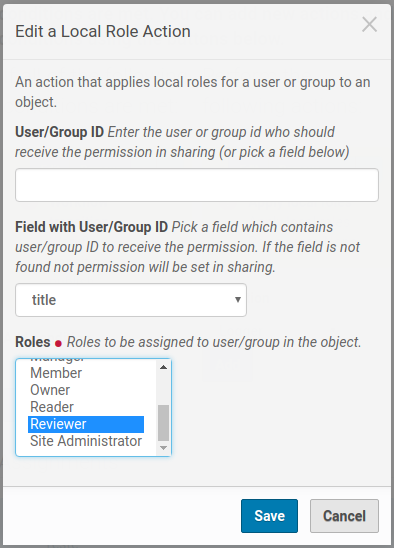 Edit a Local Role Action
An action that applies local roles for a user or group to an
object.
User/Group ID Enter the user or group id who should
receive the permission in sharing (or pick a field below)
Field with User/Group ID Pick a field which contains
user/group ID to receive the permission. If the field is not
found not permission will be set in sharing.
title
Roles Roles to be assigned to user/group in the object.
Manager
Member
Owner
Reader
Reviewer
Site Administrator
Save Cancel